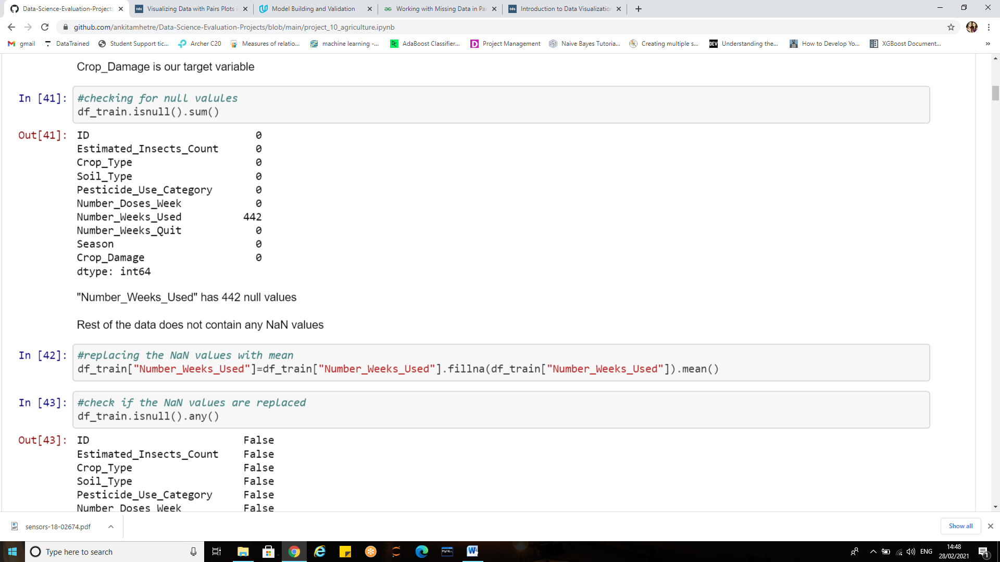 Data-Science-Evaluation-Projects
Visualizing Data with Pairs Plots i
Model Building and Validation
Working with Missing Data in Pa
Introduction to Data Visualization
github.com/ankitamhetre/Data-Science-Evaluation-Projects/blob/main/project_10_agriculture.ipynb
gmail
DataTrained
Student Support tic...
Archer C20
Measures of relatio...
machine learning -...
AdaBoost Classifier...
Project Management
Naive Bayes Tutoria...
Creating multiple s...
Understanding the...
How to Develop Yo...
XGBoost Document...
»
Crop_Damage is our target variable
In [41]: #checking for null valules
df_train.isnull().sum()
Out[41]: ID 0
Estimated_Insects_Count 0
Crop_Type 0
Soil_Type 0
Pesticide_Use_Category 0
Number_Doses_Week 0
Number_Weeks_Used 442
Number_Weeks_Quit 0
Season 0
Crop_Damage 0
dtype: int64
"Number_Weeks_Used" has 442 null values
Rest of the data does not contain any NaN values
In [42]: #replacing the NaN values with mean
df_train["Number_Weeks_Used"]=df_train["Number_Weeks_Used"].fillna(df_train["Number_Weeks_Used"]).mean()
In [43]: #check if the NaN values are replaced
df_train.isnull().any()
Out[43]: ID False
Estimated_Insects_Count False
Crop_Type False
Soil_Type False
Pesticide_Use_Category False
Number_Doses_Week False
sensors-18-02674.pdf
Show all
Type here to search
ENG
14:48
28/02/2021
1